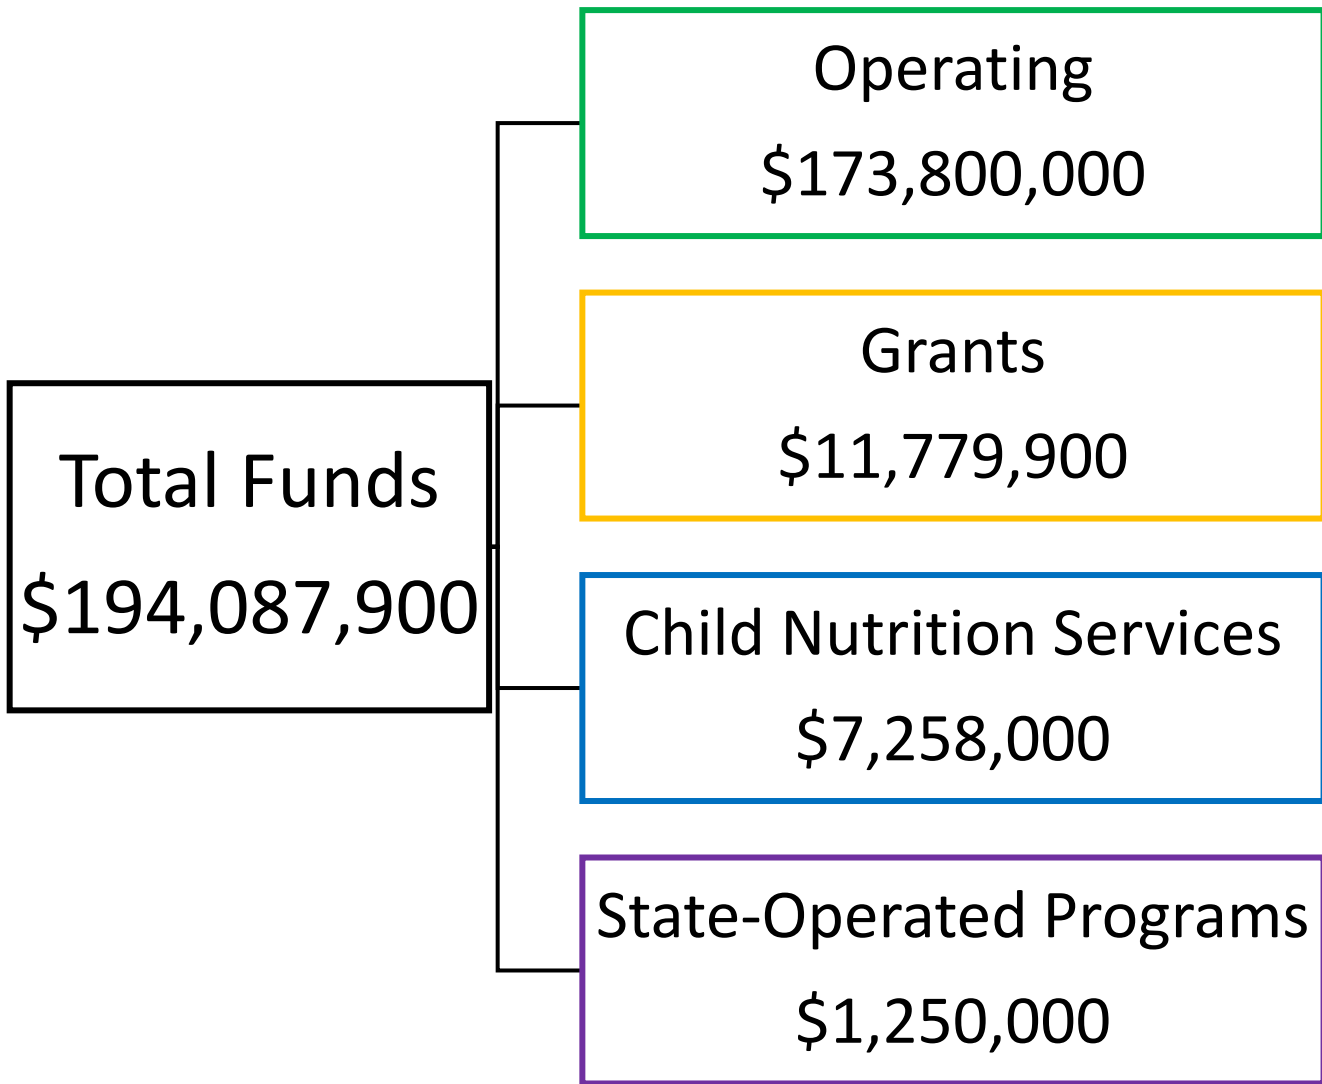 Operating
$173,800,000
Grants
$11,779,900
Total Funds
$194,087,900
Child Nutrition Services
$7,258,000
State-Operated Programs
$1,250,000